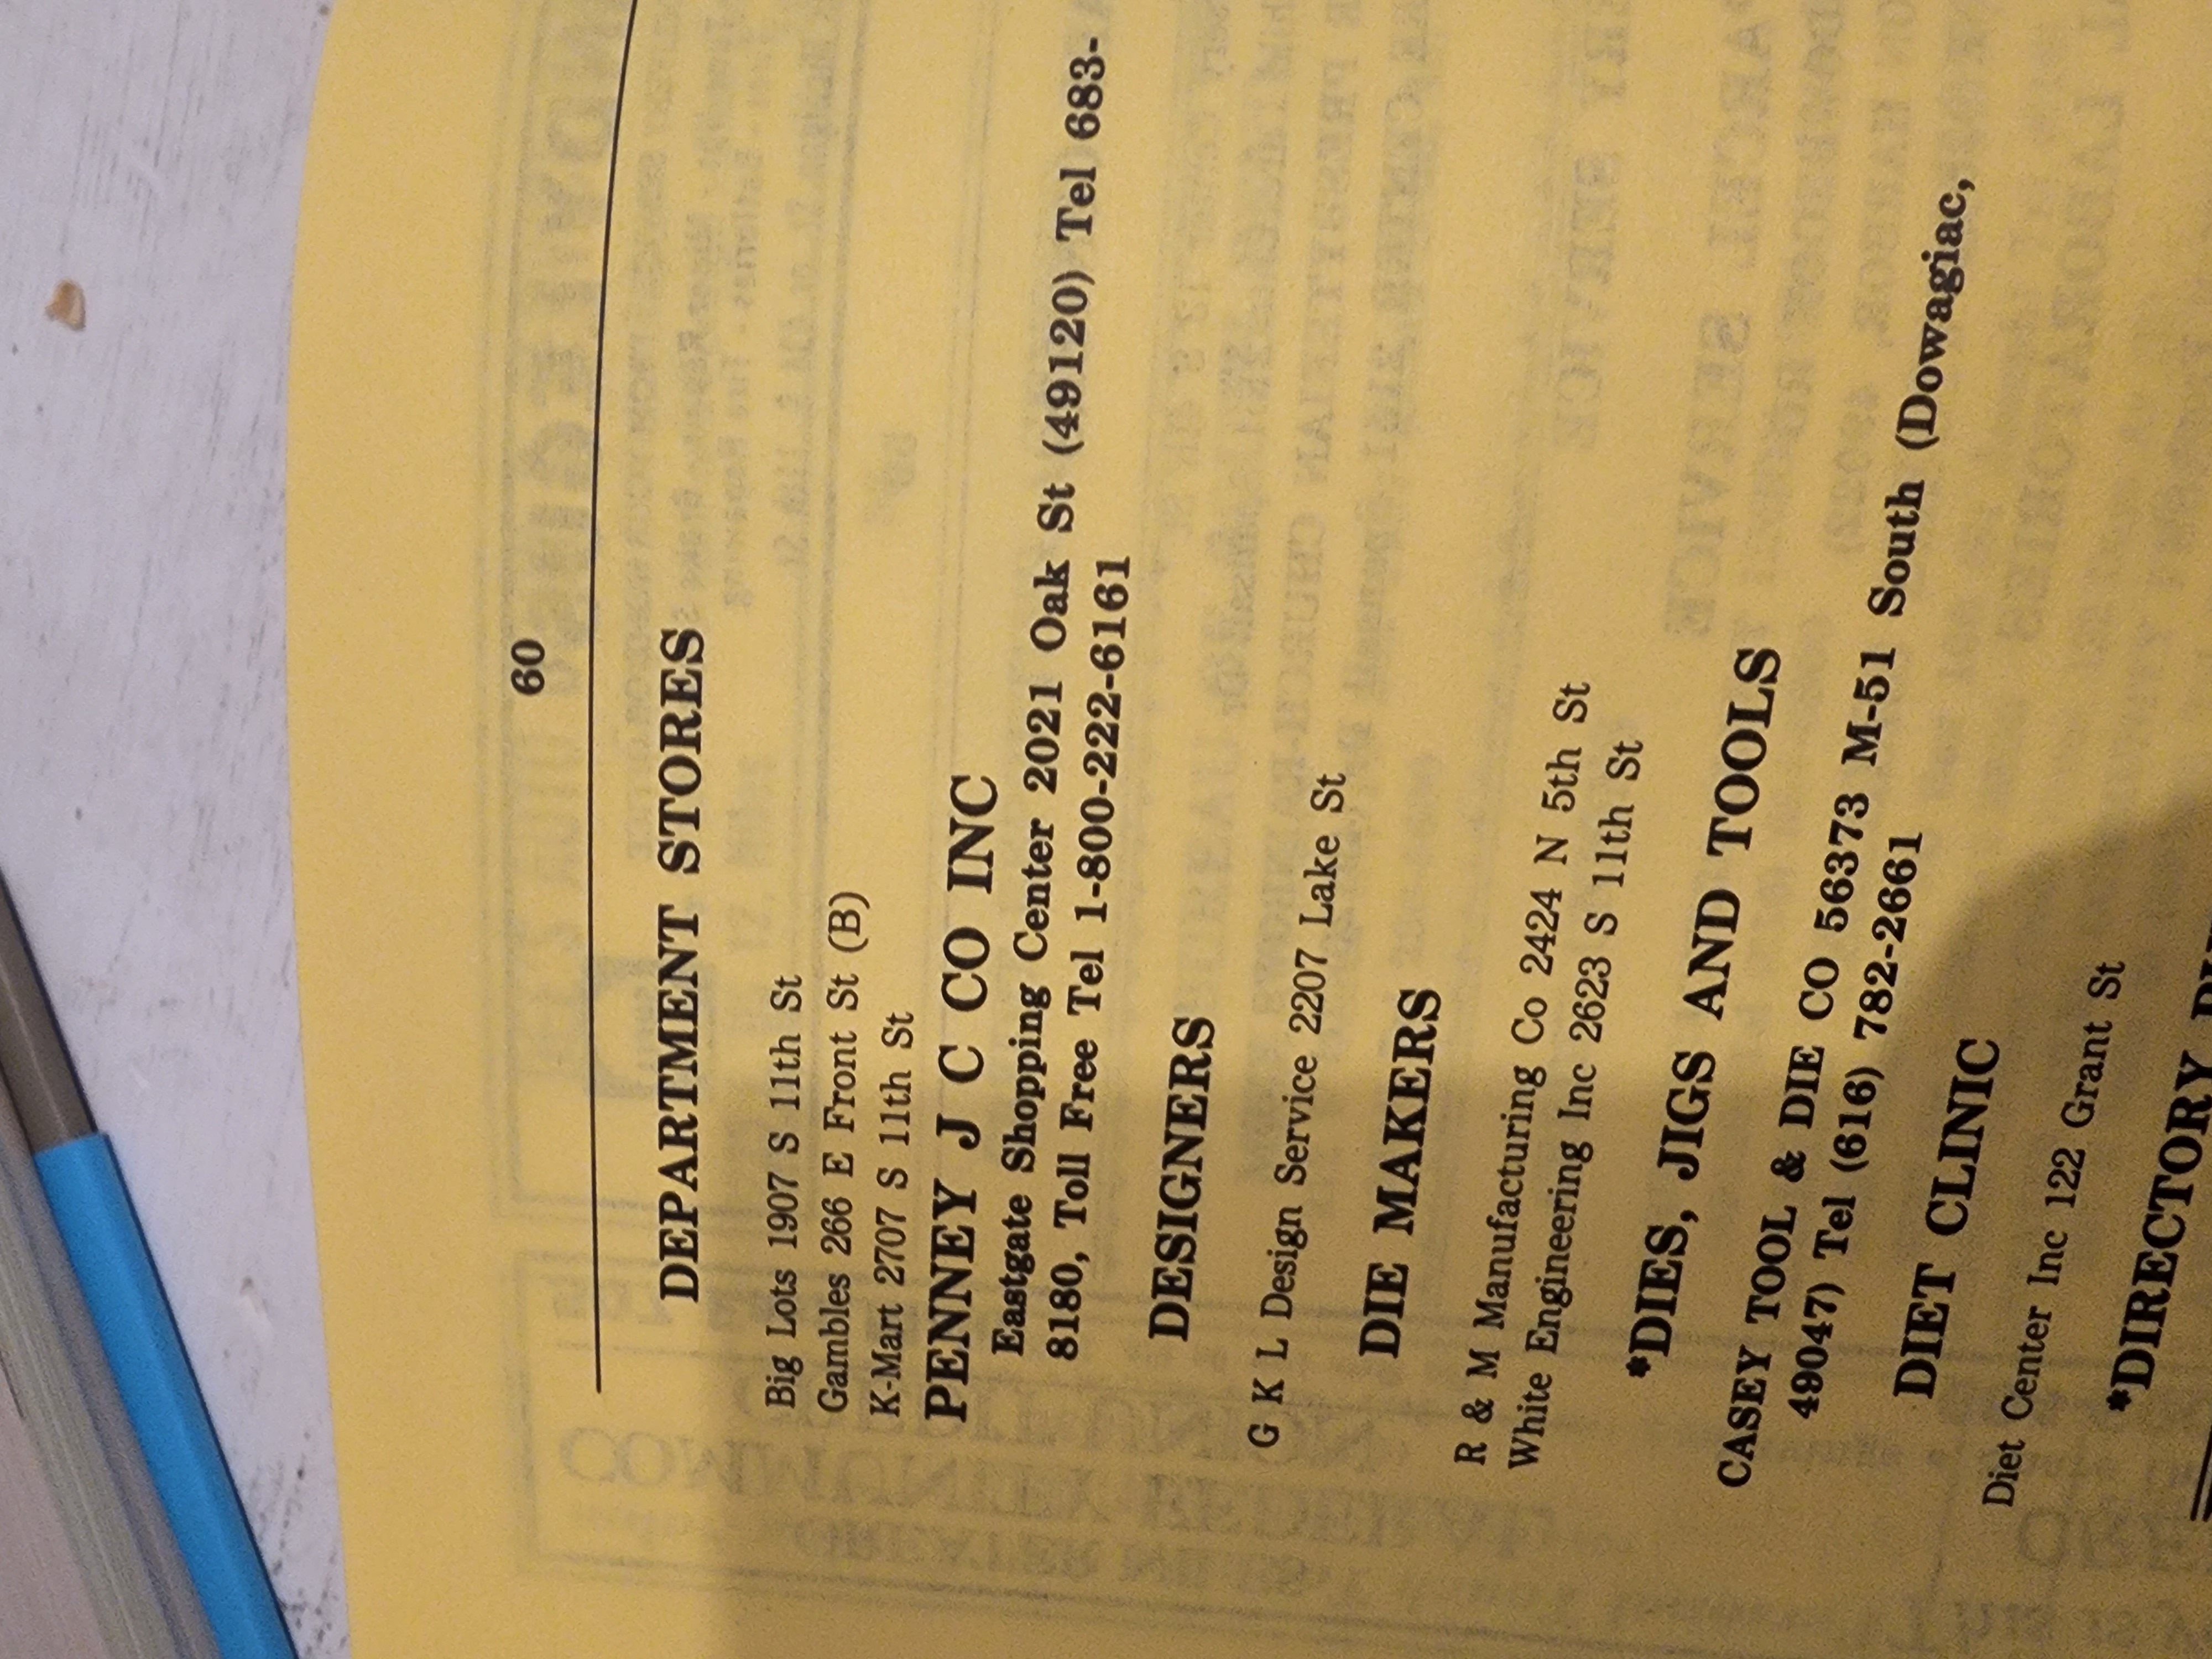 60
DEPARTMENT STORES
Big Lots 1907 S 11th St
Gambles 266 E Front St (B)
K-Mart 2707 S 11th St
PENNEY J C CO INC
Eastgate Shopping Center 2021 Oak St (49120) Tel 683-
8180, Toll Free Tel 1-800-222-6161
DESIGNERS
G K L Design Service 2207 Lake St
DIE MAKERS
R & M Manufacturing Co 2424 N 5th St
White Engineering Inc 2623 S 11th St
*DIES, JIGS AND TOOLS
CASEY TOOL & DIE CO 56373 M-51 South (Dowagiac,
49047) Tel (616) 782-2661
DIET CLINIC
Diet Center Inc 122 Grant St
*DIRECTORY